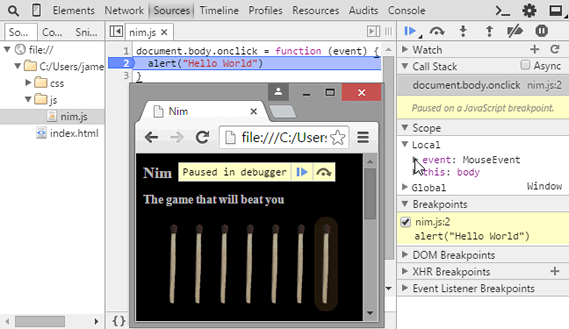 Elements Network Sources Timeline Profiles Resources Audits
So... Co... Sni...
file://
C:/Users/jame
css
js
nim.js
index.html
nim.js
1 document.body.onclick = function (event) {
2 alert("Hello World")
3 }
Nim
file:///C:/User
Nim
Paused in debugger
The game that will beat you
{}
Watch
Call Stack Async
document.body.onclick nim.js:2
Paused on a JavaScript breakpoint.
Scope
Local
event: MouseEvent
this: body
Global Window
Breakpoints
nim.js:2
alert("Hello World")
DOM Breakpoints
XHR Breakpoints
Event Listener Breakpoints